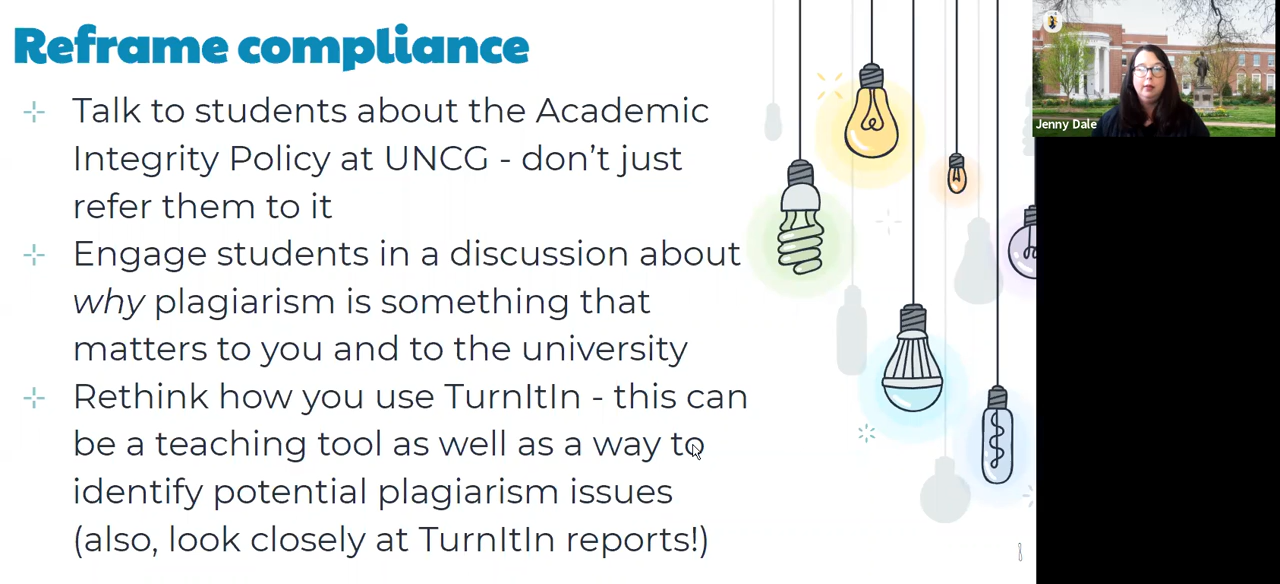 Reframe compliance
Talk to students about the Academic
Integrity Policy at UNCG - don’t just
refer them to it
Engage students in a discussion about
why plagiarism is something that
matters to you and to the university
Rethink how you use TurnItIn - this can
be a teaching tool as well as a way to
identify potential plagiarism issues
(also, look closely at TurnItIn reports!)
Jenny Dale